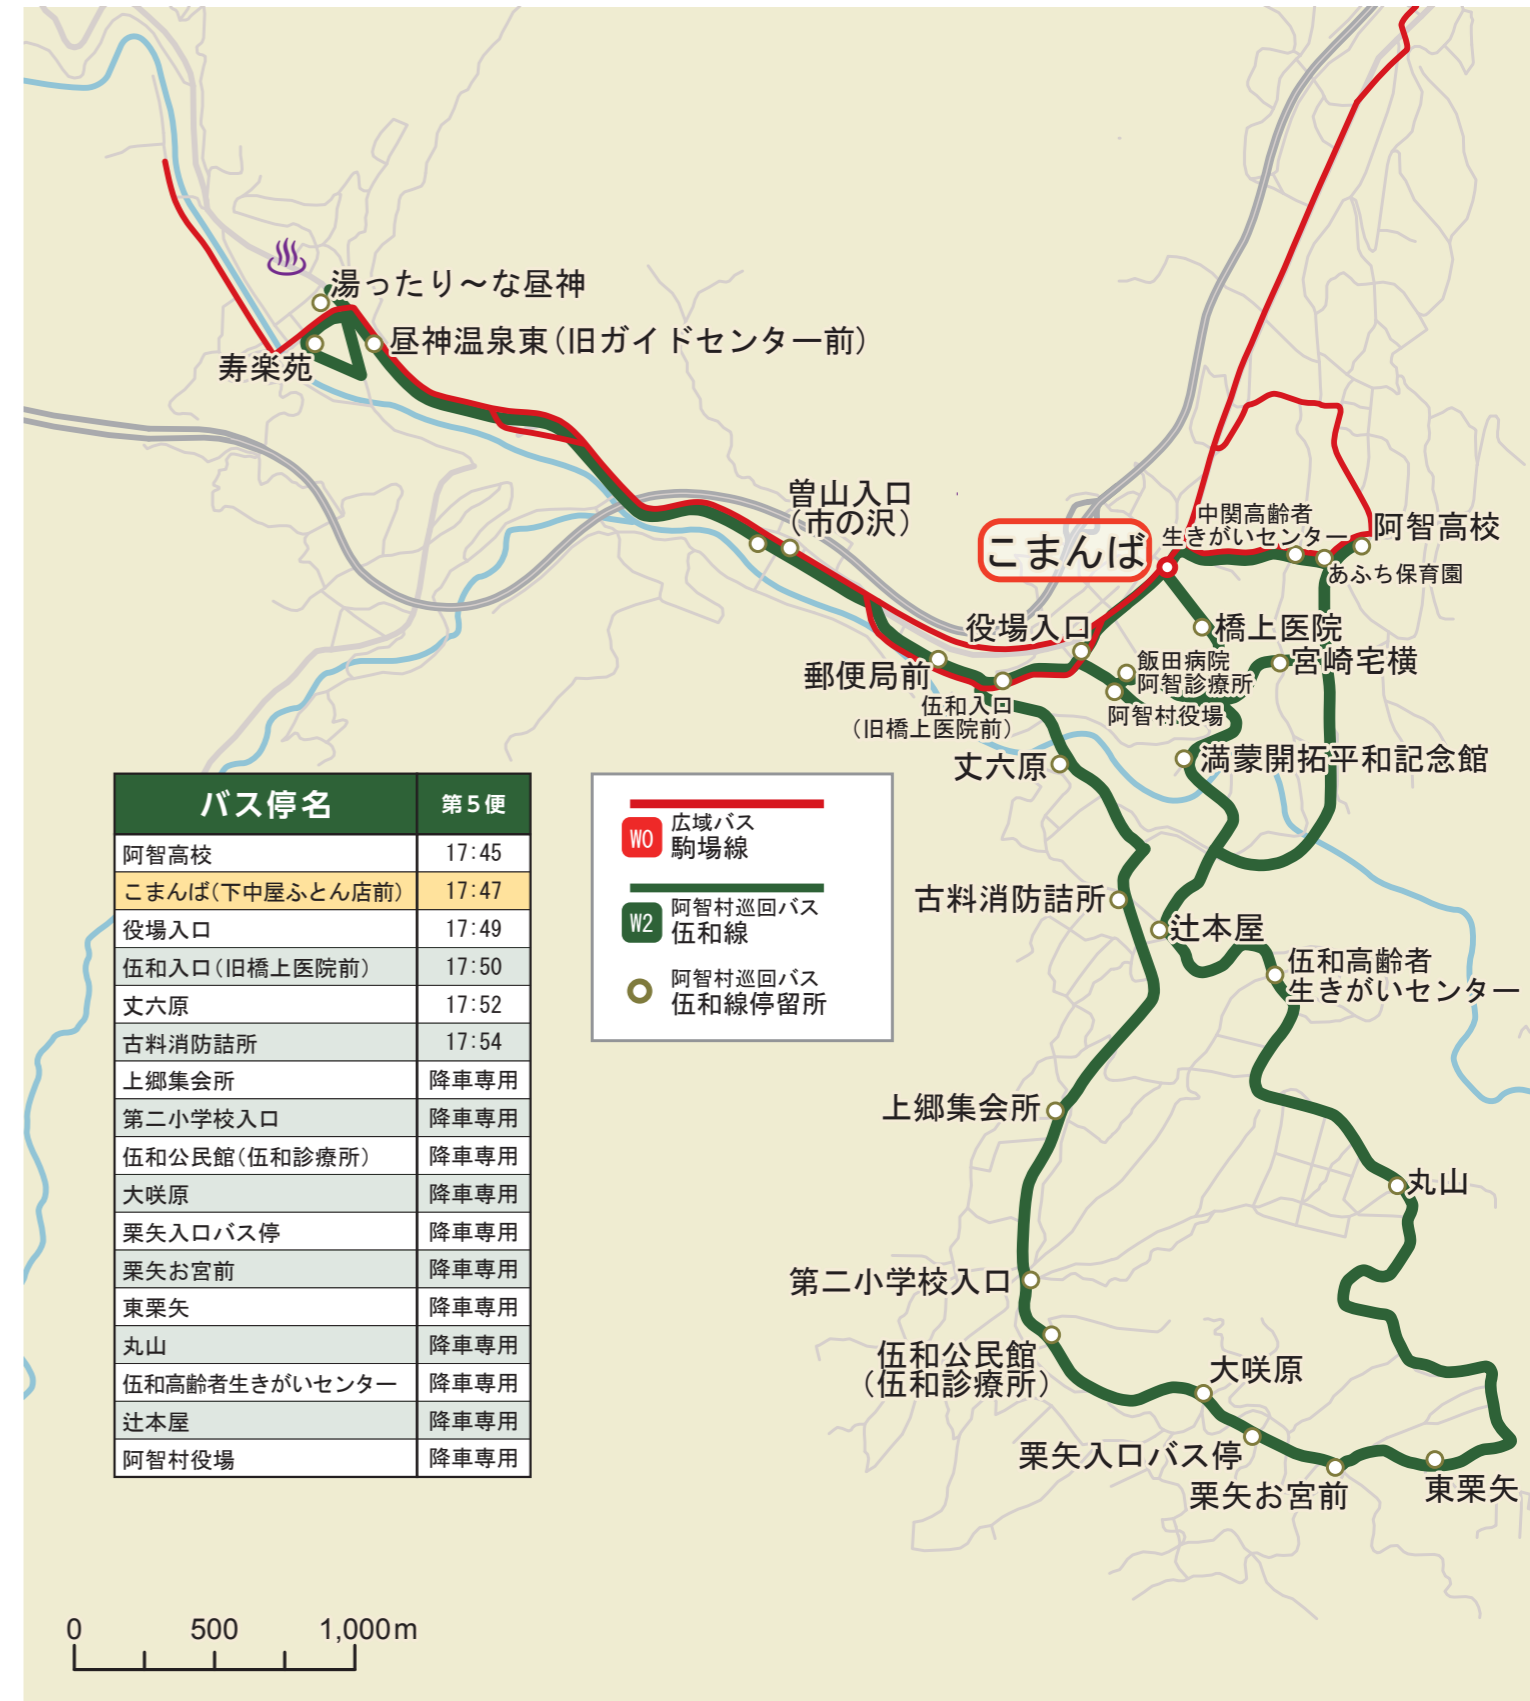 湯ったり～な昼神
昼神温泉東(旧ガイドセンター前)
寿楽苑
曽山入口
(市の沢)
こまんば
中関高齢者
生きがいセンター
阿智高校
あふち保育園
役場入口
橋上医院
郵便局前
飯田病院
阿智診療所
宮崎宅横
伍和入口
(旧橋上医院前)
阿智村役場
丈六原
満蒙開拓平和記念館
古料消防詰所
辻本屋
伍和高齢者
生きがいセンター
上郷集会所
丸山
第二小学校入口
伍和公民館
(伍和診療所)
大咲原
栗矢入口バス停
栗矢お宮前
東栗矢
バス停名 第5便
阿智高校 17:45
こまんば(下中屋ふとん店前) 17:47
役場入口 17:49
伍和入口(旧橋上医院前) 17:50
丈六原 17:52
古料消防詰所 17:54
上郷集会所 降車専用
第二小学校入口 降車専用
伍和公民館(伍和診療所) 降車専用
大咲原 降車専用
栗矢入口バス停 降車専用
栗矢お宮前 降車専用
東栗矢 降車専用
丸山 降車専用
伍和高齢者生きがいセンター 降車専用
辻本屋 降車専用
阿智村役場 降車専用
W0 広域バス
駒場線
W2 阿智村巡回バス
伍和線
阿智村巡回バス
伍和線停留所
0 500 1,000m